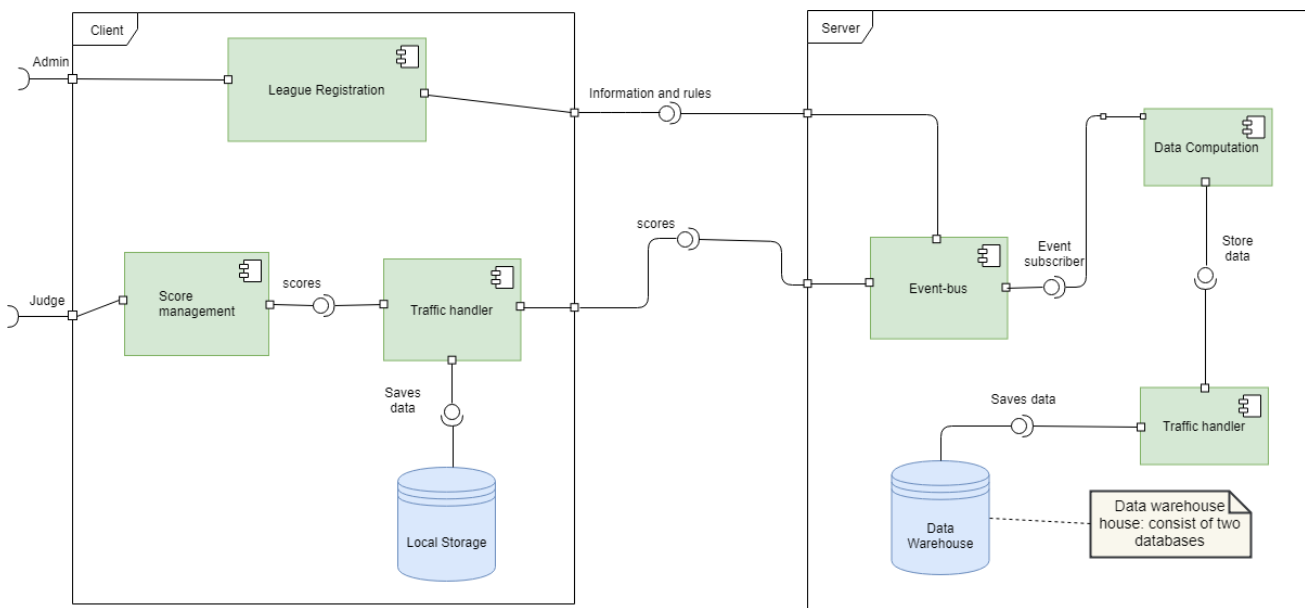 Client
Server
Admin
League Registration
Information and rules
Data Computation
Judge
Score
management
scores
Traffic handler
scores
Event-bus
Event
subscriber
Store
data
Saves
data
Local Storage
Saves data
Traffic handler
Data
Warehouse
Data warehouse
house: consist of two
databases